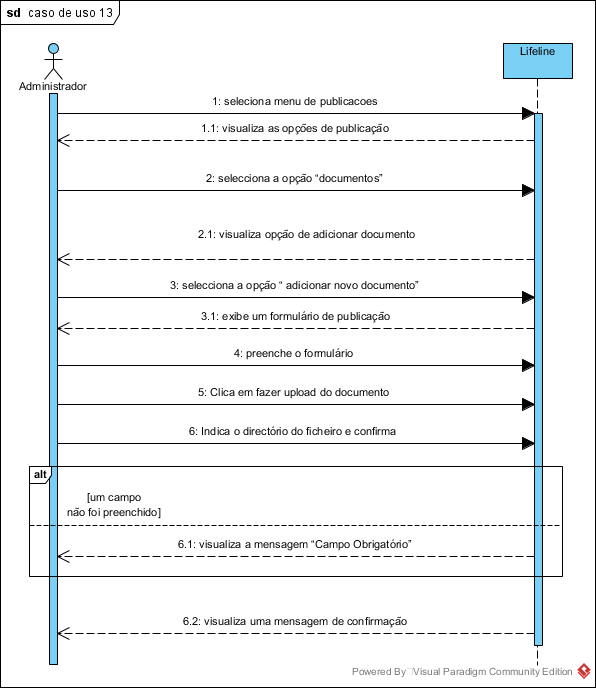 sd caso de uso 13
Administrador
Lifeline
1: seleciona menu de publicacoes
1.1: visualiza as opções de publicação
2: selecciona a opção “documentos”
2.1: visualiza opção de adicionar documento
3: selecciona a opção “ adicionar novo documento”
3.1: exibe um formulário de publicação
4: preenche o formulário
5: Clica em fazer upload do documento
6: Indica o directório do ficheiro e confirma
alt
[um campo
não foi preenchido]
6.1: visualiza a mensagem “Campo Obrigatório”
6.2: visualiza uma mensagem de confirmação
Powered By Visual Paradigm Community Edition